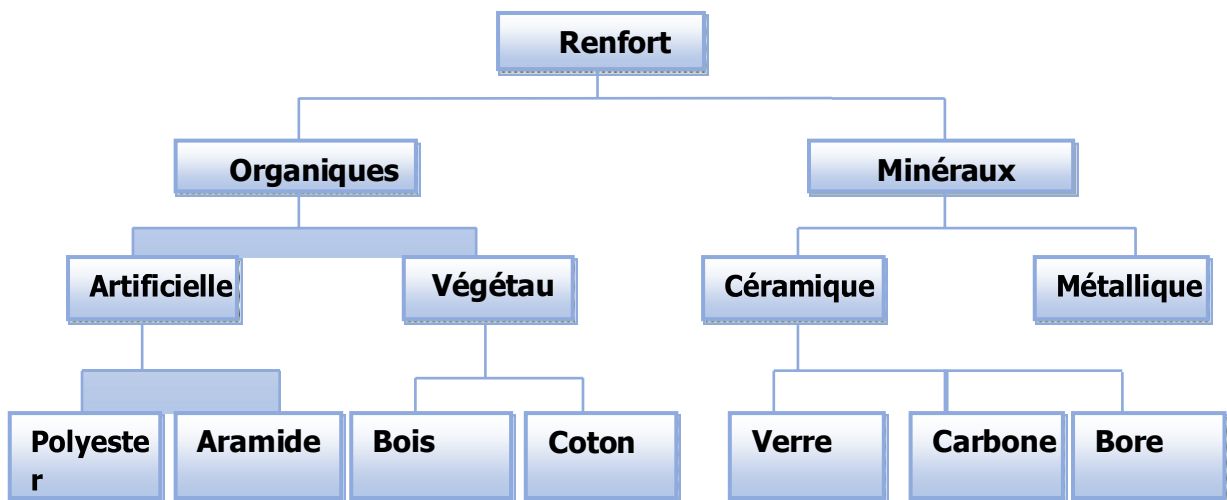 Renfort
Organiques
Minéraux
Artificielle
Végétau
Céramique
Métallique
Polyeste
r
Aramide
Bois
Coton
Verre
Carbone
Bore